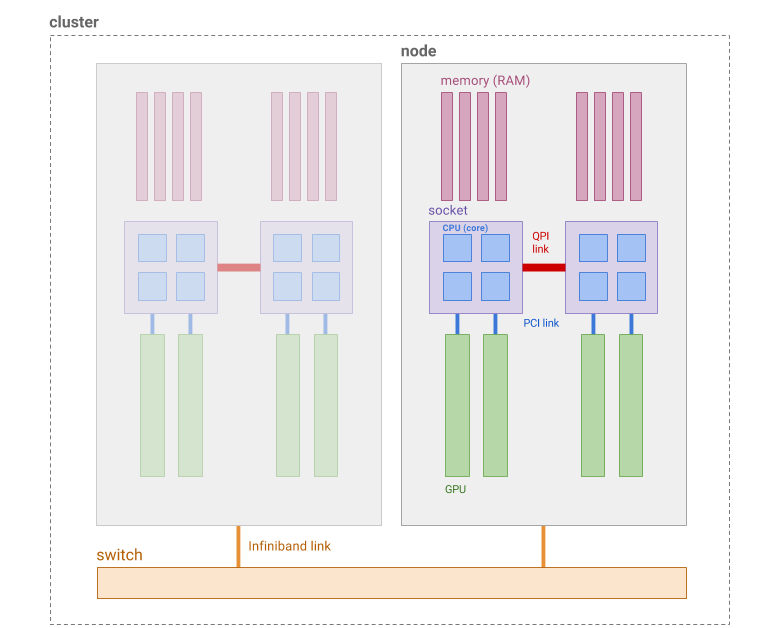 cluster
node
memory (RAM)
socket
CPU (core)
QPI
link
PCI link
GPU
Infiniband link
switch